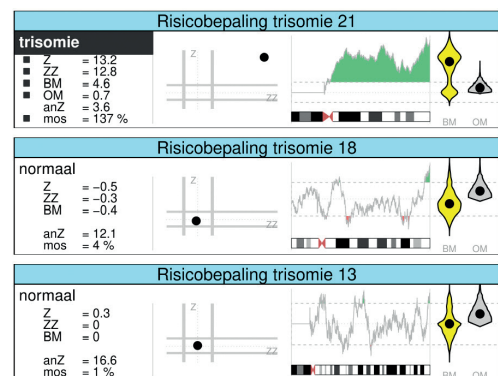 Risicobepaling trisomie 21
trisomie
Z = 13.2
ZZ = 12.8
BM = 4.6
OM = 0.7
anZ = 3.6
mos = 137 %
Z
ZZ
BM OM
Risicobepaling trisomie 18
normaal
Z = −0.5
ZZ = −0.3
BM = −0.4
anZ = 12.1
mos = 4 %
Z
ZZ
BM OM
Risicobepaling trisomie 13
normaal
Z = 0.3
ZZ = 0
BM = 0
anZ = 16.6
mos = 1 %
Z
ZZ
BM OM